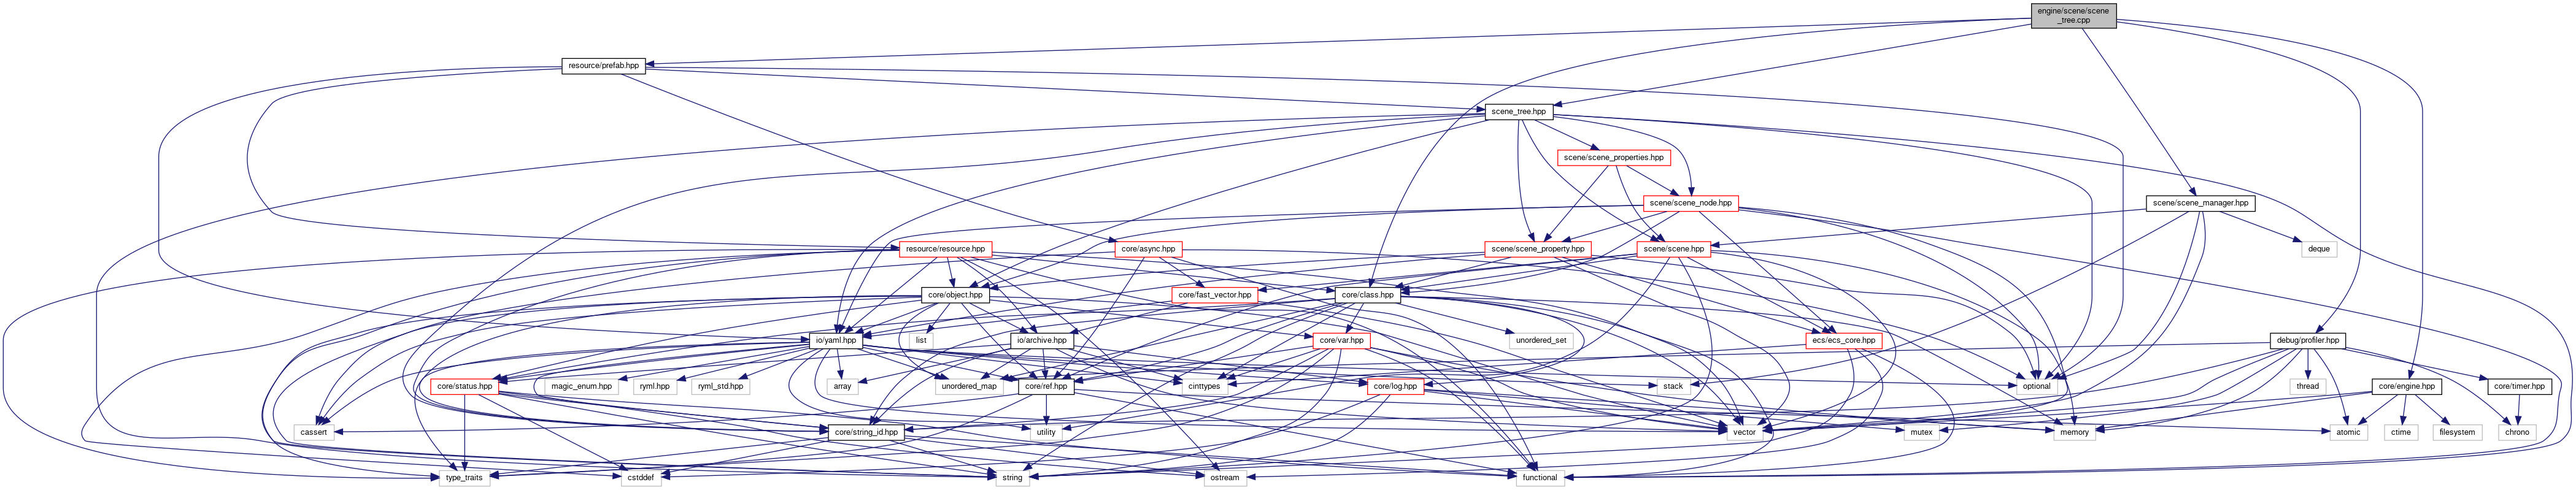 engine/scene/scene
_tree.cpp
resource/prefab.hpp
scene_tree.hpp
scene/scene_properties.hpp
scene/scene_node.hpp
scene/scene_manager.hpp
resource/resource.hpp
core/async.hpp
scene/scene_property.hpp
scene/scene.hpp
deque
core/object.hpp
core/fast_vector.hpp
core/class.hpp
io/yaml.hpp
list
io/archive.hpp
core/var.hpp
unordered_set
ecs/ecs_core.hpp
debug/profiler.hpp
core/status.hpp
magic_enum.hpp
ryml.hpp
ryml_std.hpp
array
unordered_map
core/ref.hpp
cinttypes
core/log.hpp
stack
optional
thread
core/engine.hpp
core/timer.hpp
cassert
core/string_id.hpp
utility
vector
mutex
memory
atomic
ctime
filesystem
chrono
type_traits
cstddef
string
ostream
functional